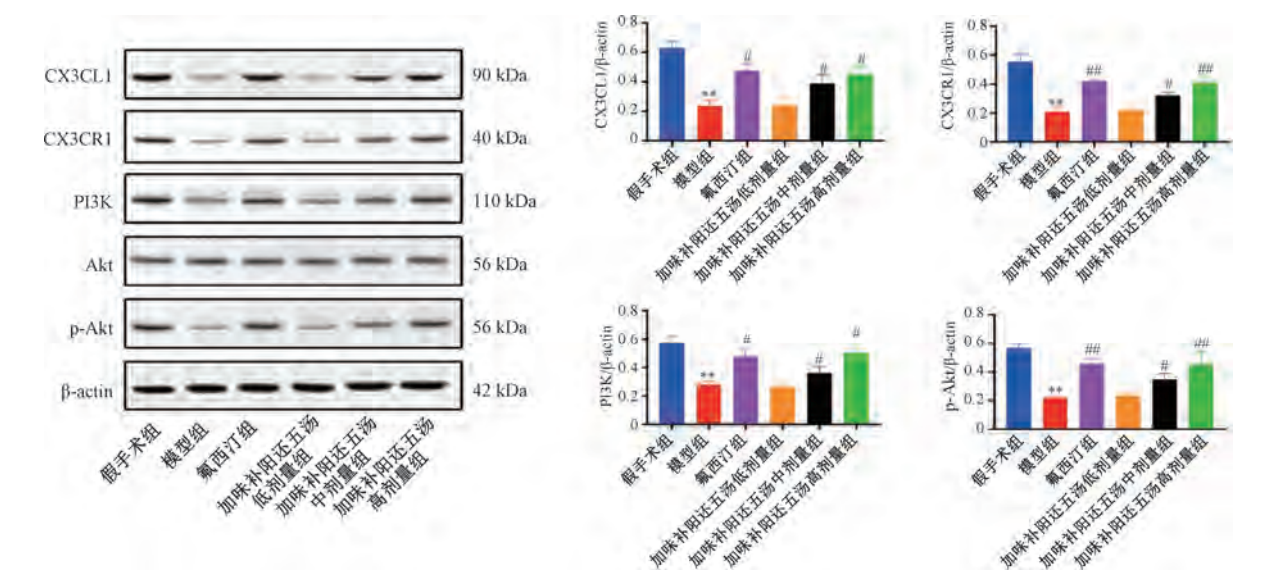 CX3CL1
90 kDa
CX3CR1
40 kDa
PI3K
110 kDa
Akt
56 kDa
p-Akt
56 kDa
β-actin
42 kDa
假手术组
模型组
氟西汀组
加味补阳还五汤
低剂量组
加味补阳还五汤
中剂量组
加味补阳还五汤
高剂量组
CX3CL1/β-actin
0.8
0.6
0.4
0.2
0
**
#
#
#
假手术组
模型组
氟西汀组
加味补阳还五汤低剂量组
加味补阳还五汤中剂量组
加味补阳还五汤高剂量组
CX3CR1/β-actin
0.8
0.6
0.4
0.2
0
**
##
#
##
假手术组
模型组
氟西汀组
加味补阳还五汤低剂量组
加味补阳还五汤中剂量组
加味补阳还五汤高剂量组
PI3K/β-actin
0.8
0.6
0.4
0.2
0
**
#
#
#
假手术组
模型组
氟西汀组
加味补阳还五汤低剂量组
加味补阳还五汤中剂量组
加味补阳还五汤高剂量组
p-Akt/β-actin
0.8
0.6
0.4
0.2
0
**
##
#
##
假手术组
模型组
氟西汀组
加味补阳还五汤低剂量组
加味补阳还五汤中剂量组
加味补阳还五汤高剂量组